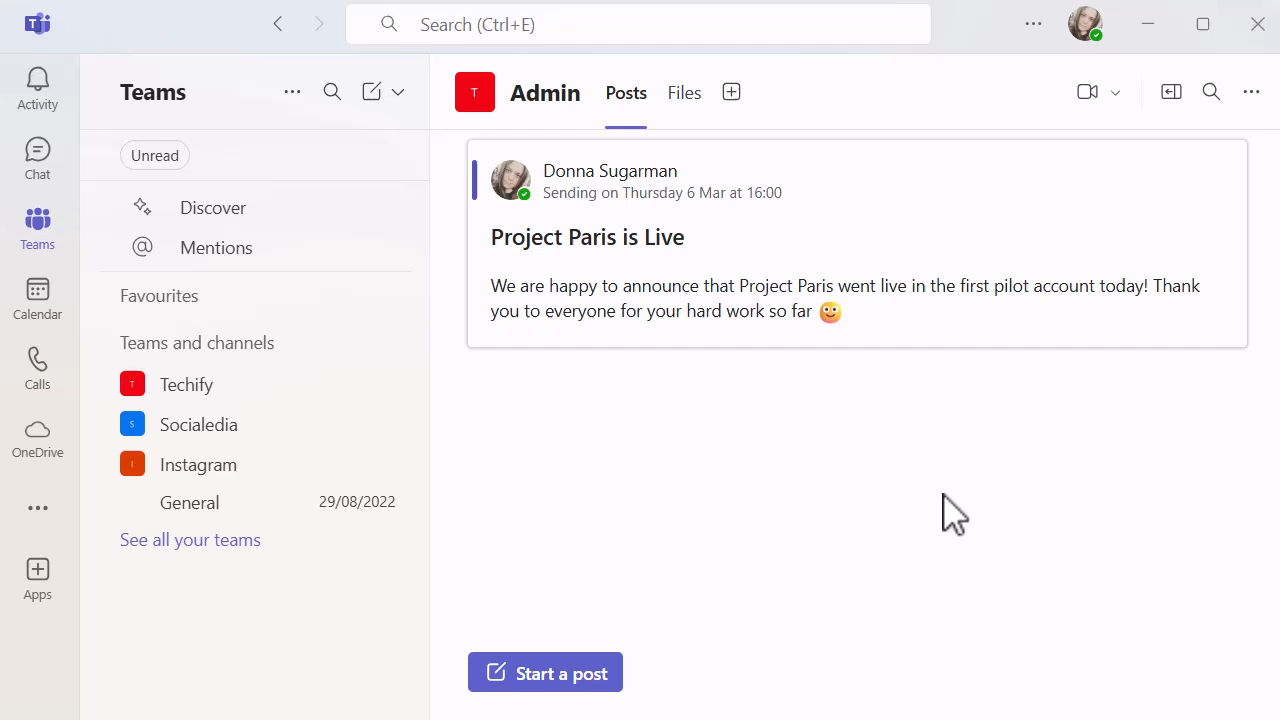 Search (Ctrl+E)
Activity
Chat
Teams
Calendar
Calls
OneDrive
Apps
Teams
Unread
Discover
Mentions
Favourites
Teams and channels
T Techify
S Socialedia
I Instagram
General 29/08/2022
See all your teams
T Admin Posts Files
Donna Sugarman
Sending on Thursday 6 Mar at 16:00
Project Paris is Live
We are happy to announce that Project Paris went live in the first pilot account today! Thank
you to everyone for your hard work so far
Start a post